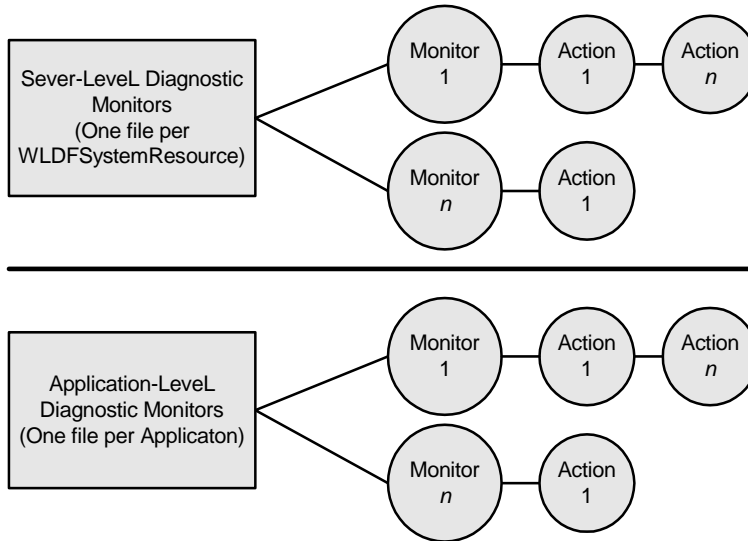 Sever-LeveL Diagnostic
Monitors
(One file per
WLDFSystemResource)
Monitor
1
Action
1
Action
n
Monitor
n
Action
1
Application-LeveL
Diagnostic Monitors
(One file per Applicaton)
Monitor
1
Action
1
Action
n
Monitor
n
Action
1